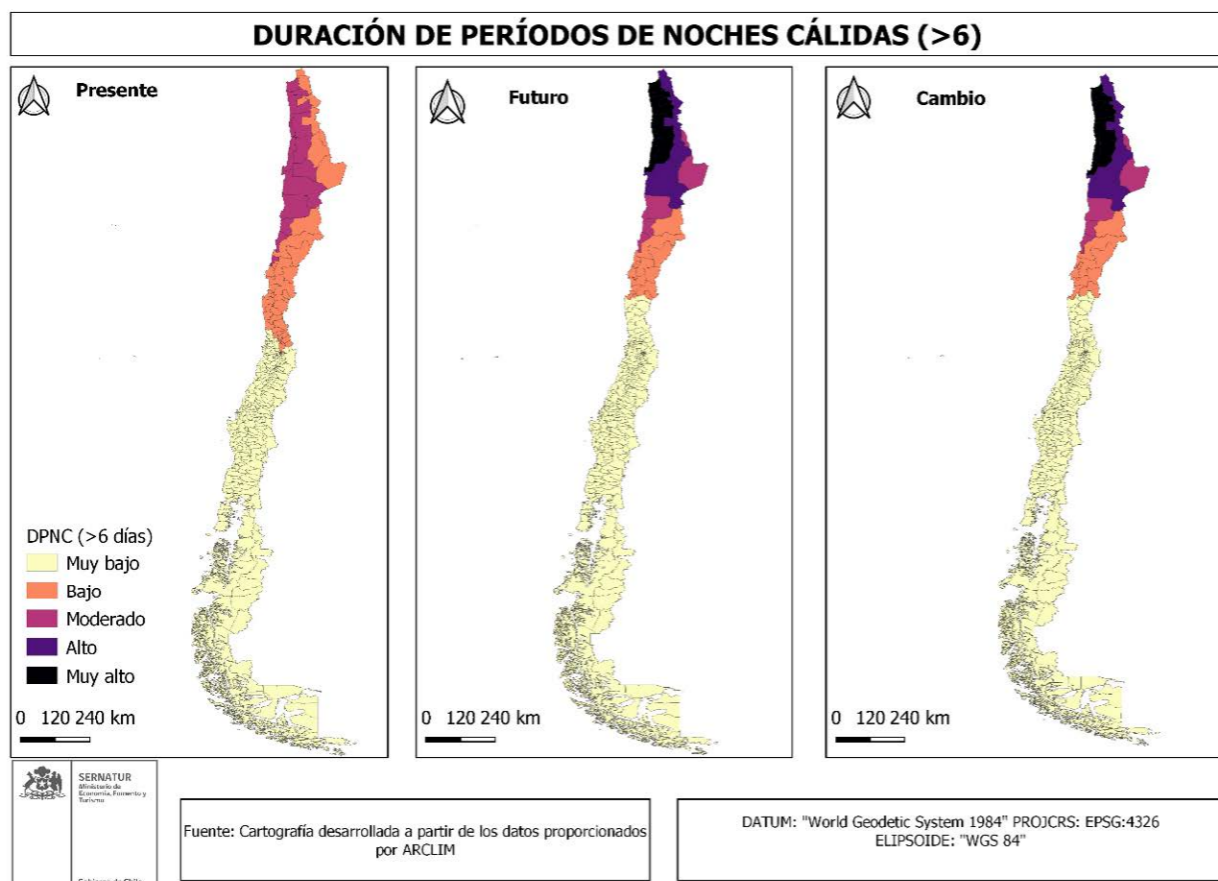 DURACIÓN DE PERÍODOS DE NOCHES CÁLIDAS (>6)
Presente
Futuro
Cambio
DPNC (>6 días)
Muy bajo
Bajo
Moderado
Alto
Muy alto
0 120 240 km
0 120 240 km
0 120 240 km
SERNATUR
Ministerio de
Economía, Fomento y
Turismo
Gobierno de Chile
Fuente: Cartografía desarrollada a partir de los datos proporcionados
por ARCLIM
DATUM: "World Geodetic System 1984" PROJCRS: EPSG:4326
ELIPSOIDE: "WGS 84"